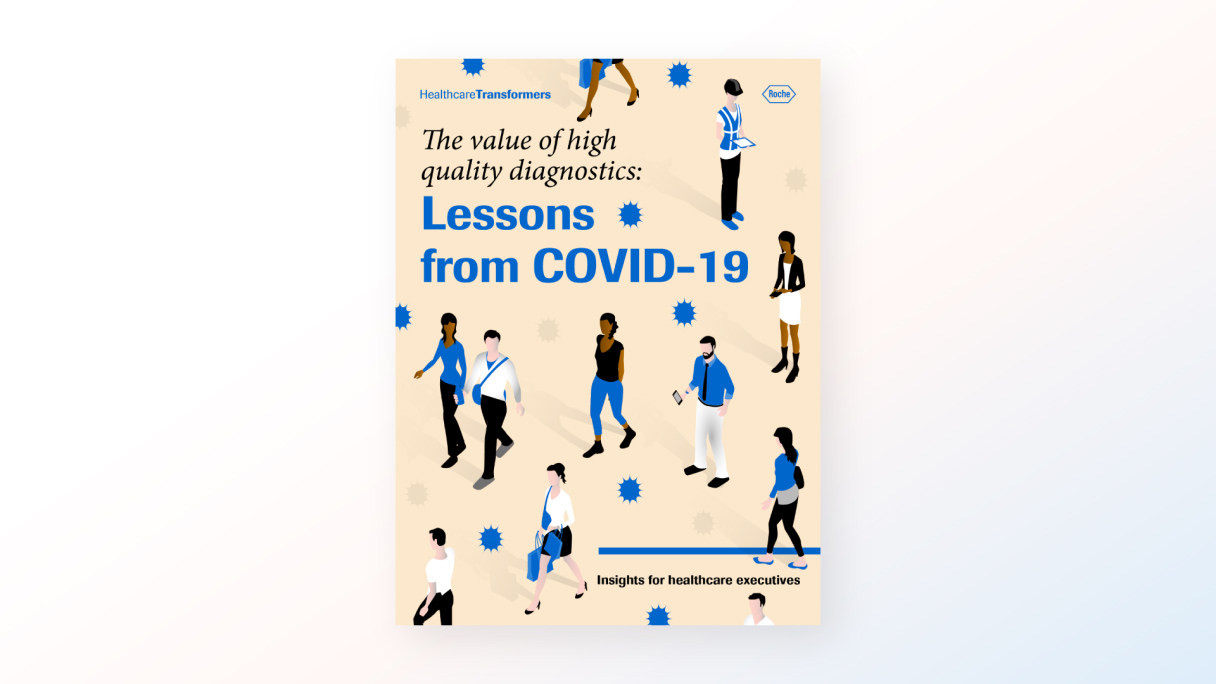 HealthcareTransformers
Roche
The value of high
quality diagnostics:
Lessons
from COVID-19
Insights for healthcare executives